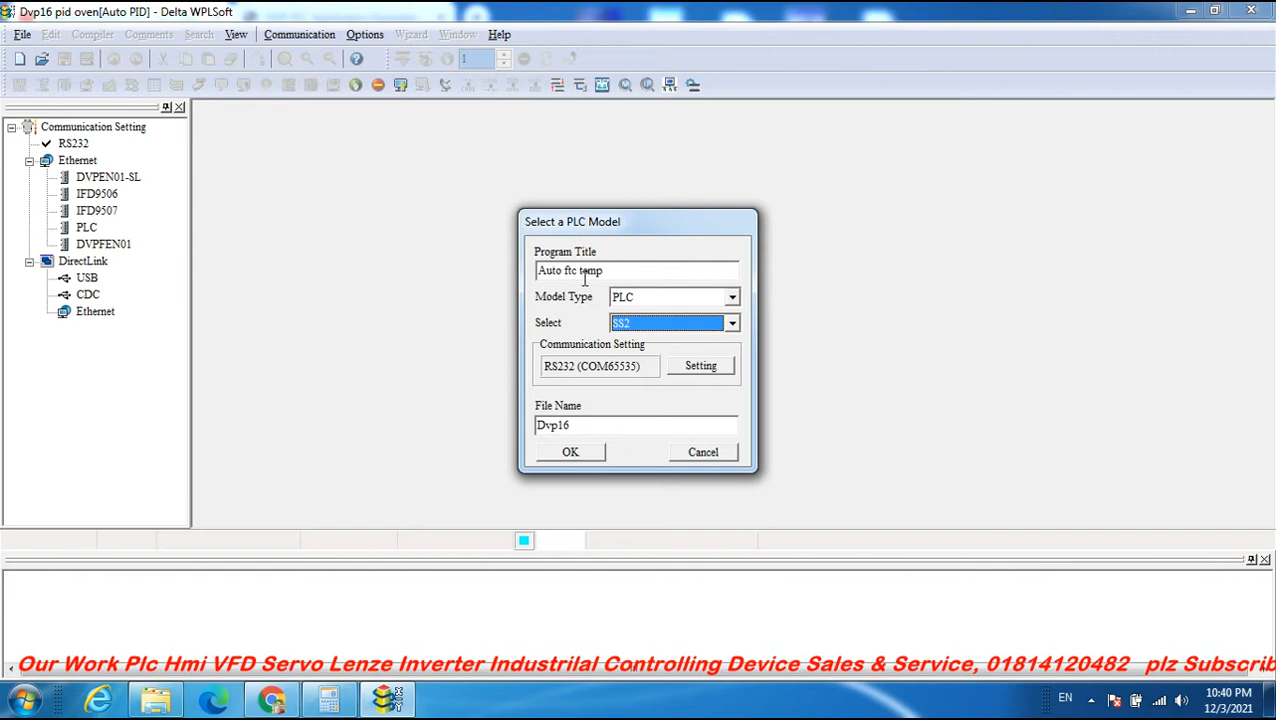 Dvp16 pid oven[Auto PID] - Delta WPLSoft
File Edit Compiler Comments Search View Communication Options Wizard Window Help
1
Communication Setting
RS232
Ethernet
DVPEN01-SL
IFD9506
IFD9507
PLC
DVPFEN01
DirectLink
USB
CDC
Ethernet
Select a PLC Model
Program Title
Auto ftc temp
Model Type PLC
Select SS2
Communication Setting
RS232 (COM65535) Setting
File Name
Dvp16
OK Cancel
Our Work Plc Hmi VFD Servo Lenze Inverter Industrilal Controlling Device Sales & Service, 01814120482 plz Subscrib
EN
10:40 PM
12/3/2021